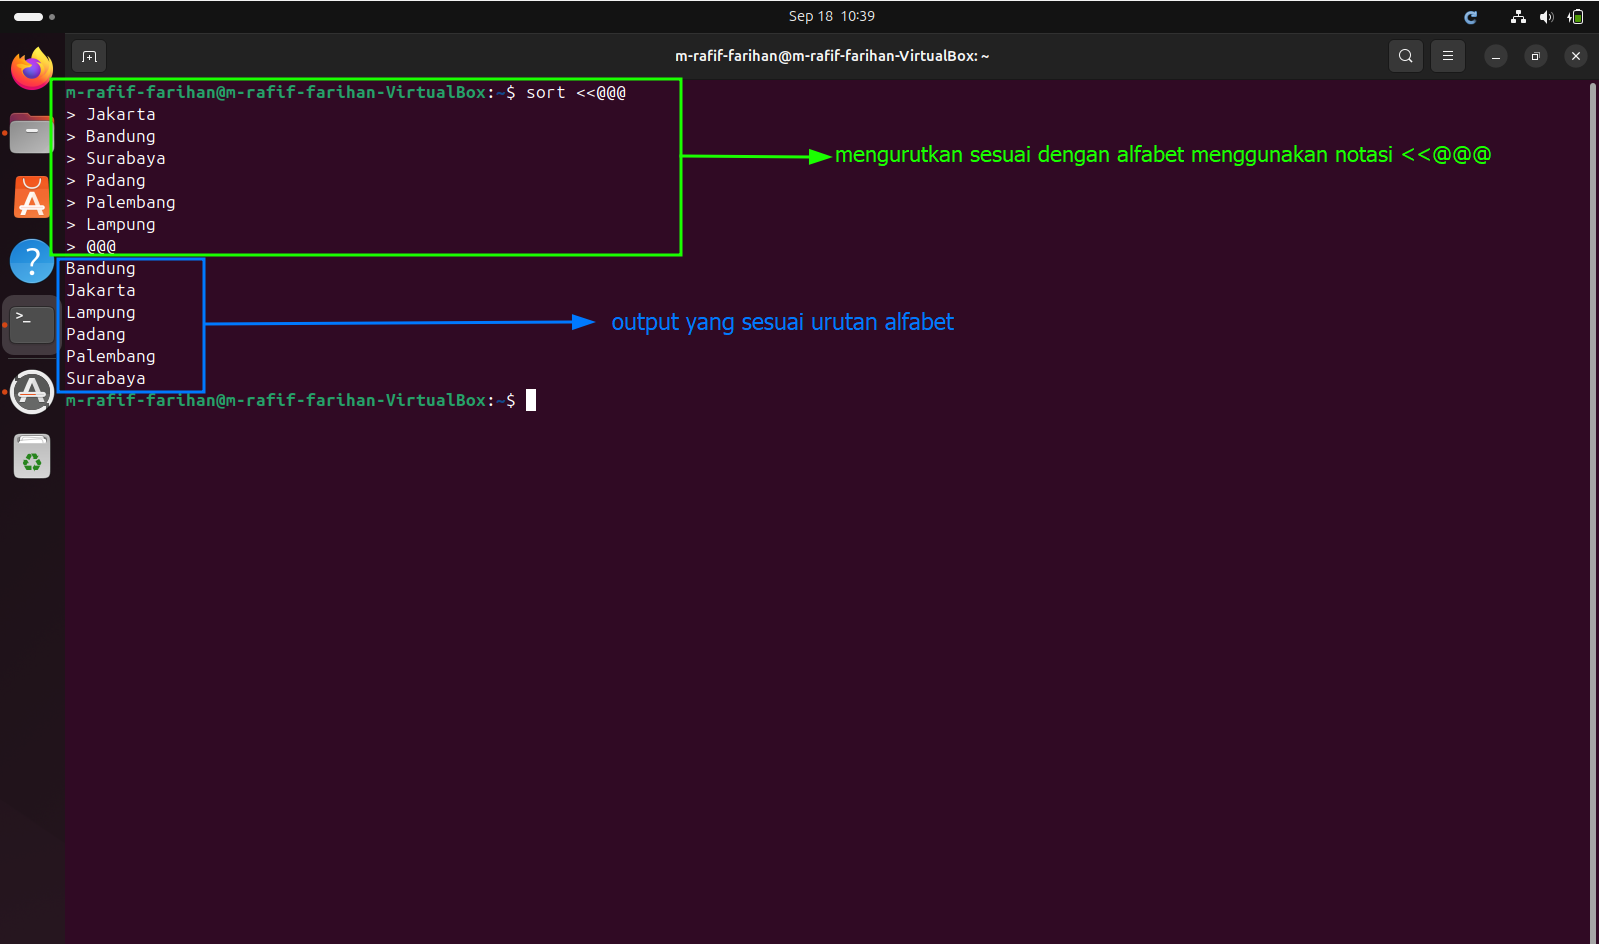 Sep 18 10:39
m-rafif-farihan@m-rafif-farihan-VirtualBox: ~
m-rafif-farihan@m-rafif-farihan-VirtualBox:~$ sort <<@@@
> Jakarta
> Bandung
> Surabaya
> Padang
> Palembang
> Lampung
> @@@
mengurutkan sesuai dengan alfabet menggunakan notasi <<@@@
Bandung
Jakarta
Lampung
Padang
Palembang
Surabaya
output yang sesuai urutan alfabet
m-rafif-farihan@m-rafif-farihan-VirtualBox:~$